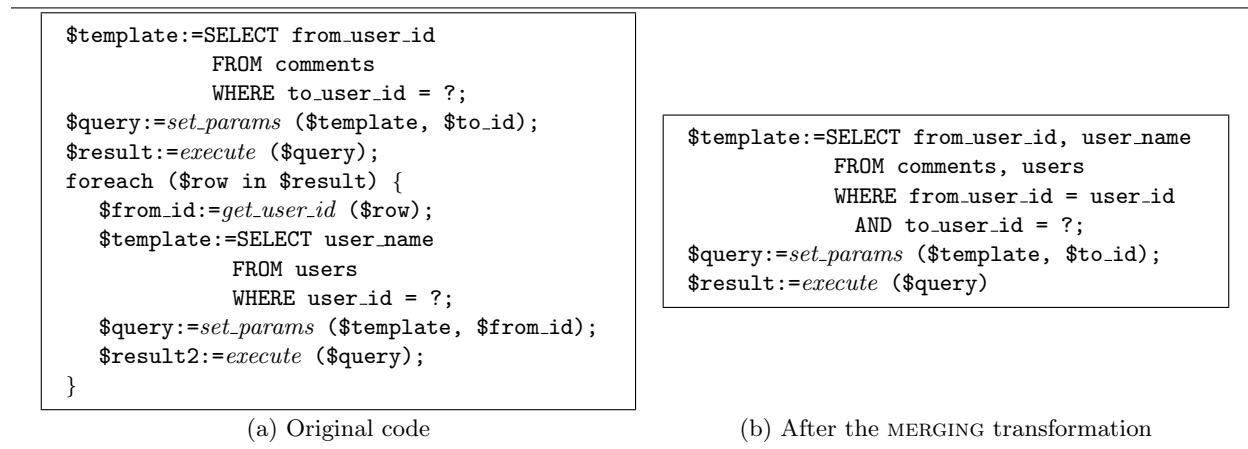 $template:=SELECT from_user_id
FROM comments
WHERE to_user_id = ?;
$query:=set_params ($template, $to_id);
$result:=execute ($query);
foreach ($row in $result) {
$from_id:=get_user_id ($row);
$template:=SELECT user_name
FROM users
WHERE user_id = ?;
$query:=set_params ($template, $from_id);
$result2:=execute ($query);
}
(a) Original code
$template:=SELECT from_user_id, user_name
FROM comments, users
WHERE from_user_id = user_id
AND to_user_id = ?;
$query:=set_params ($template, $to_id);
$result:=execute ($query)
(b) After the MERGING transformation